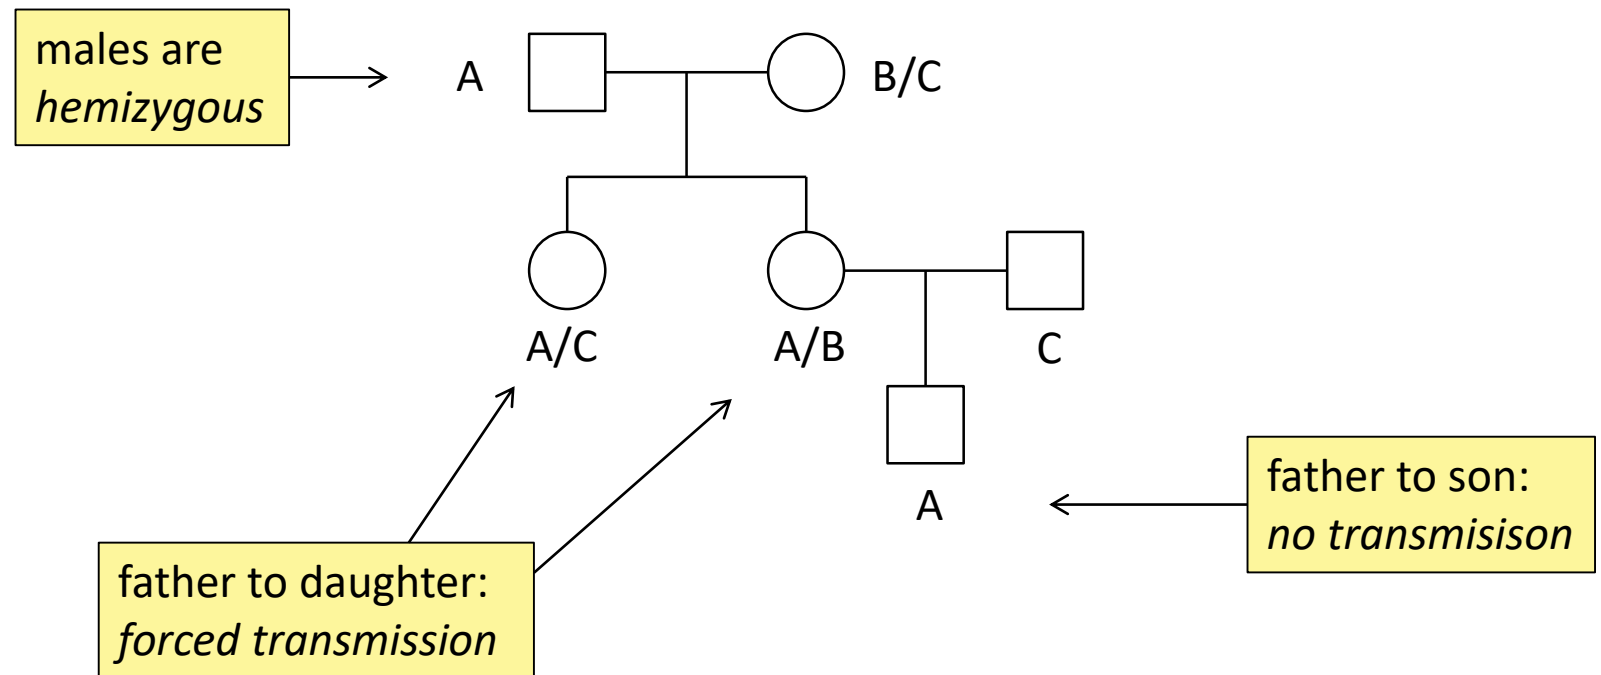 males are
hemizygous
A
B/C
A/C
A/B
C
A
father to son:
no transmisison
father to daughter:
forced transmission